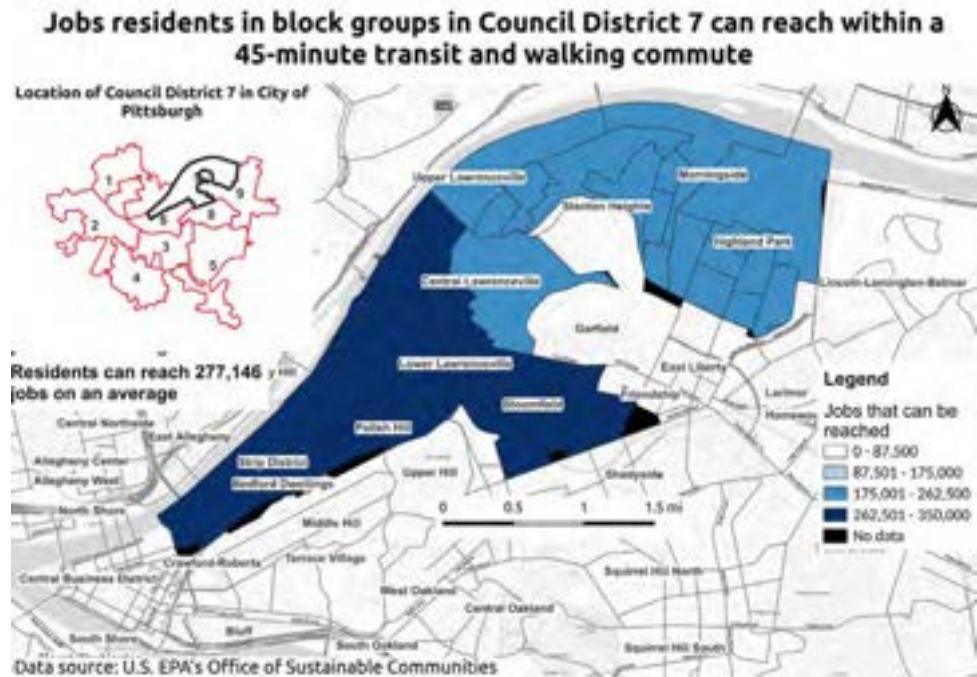 Jobs residents in block groups in Council District 7 can reach within a
45-minute transit and walking commute
Location of Council District 7 in City of
Pittsburgh
N
1
9
2
6
8
3
4
5
Upper Lawrenceville
Morningside
Stanton Heights
Highland Park
Central Lawrenceville
Lincoln-Lemington-Belmar
Garfield
Residents can reach 277,146
jobs on an average
Lower Lawrenceville
East Liberty
Friendship
Larimer
Bloomfield
Homewood
Polish Hill
Central Northside
East Allegheny
Allegheny Center
Allegheny West
Strip District
Bedford Dwellings
Upper Hill
Shadyside
North Shore
0 0.5 1 1.5 mi
Middle Hill
Crawford-Roberts
Terrace Village
Central Business District
West Oakland
Squirrel Hill North
Central Oakland
Bluff
South Shore
South Oakland
Squirrel Hill South
Legend
Jobs that can be
reached
0 - 87,500
87,501 - 175,000
175,001 - 262,500
262,501 - 350,000
No data
Data source: U.S. EPA's Office of Sustainable Communities